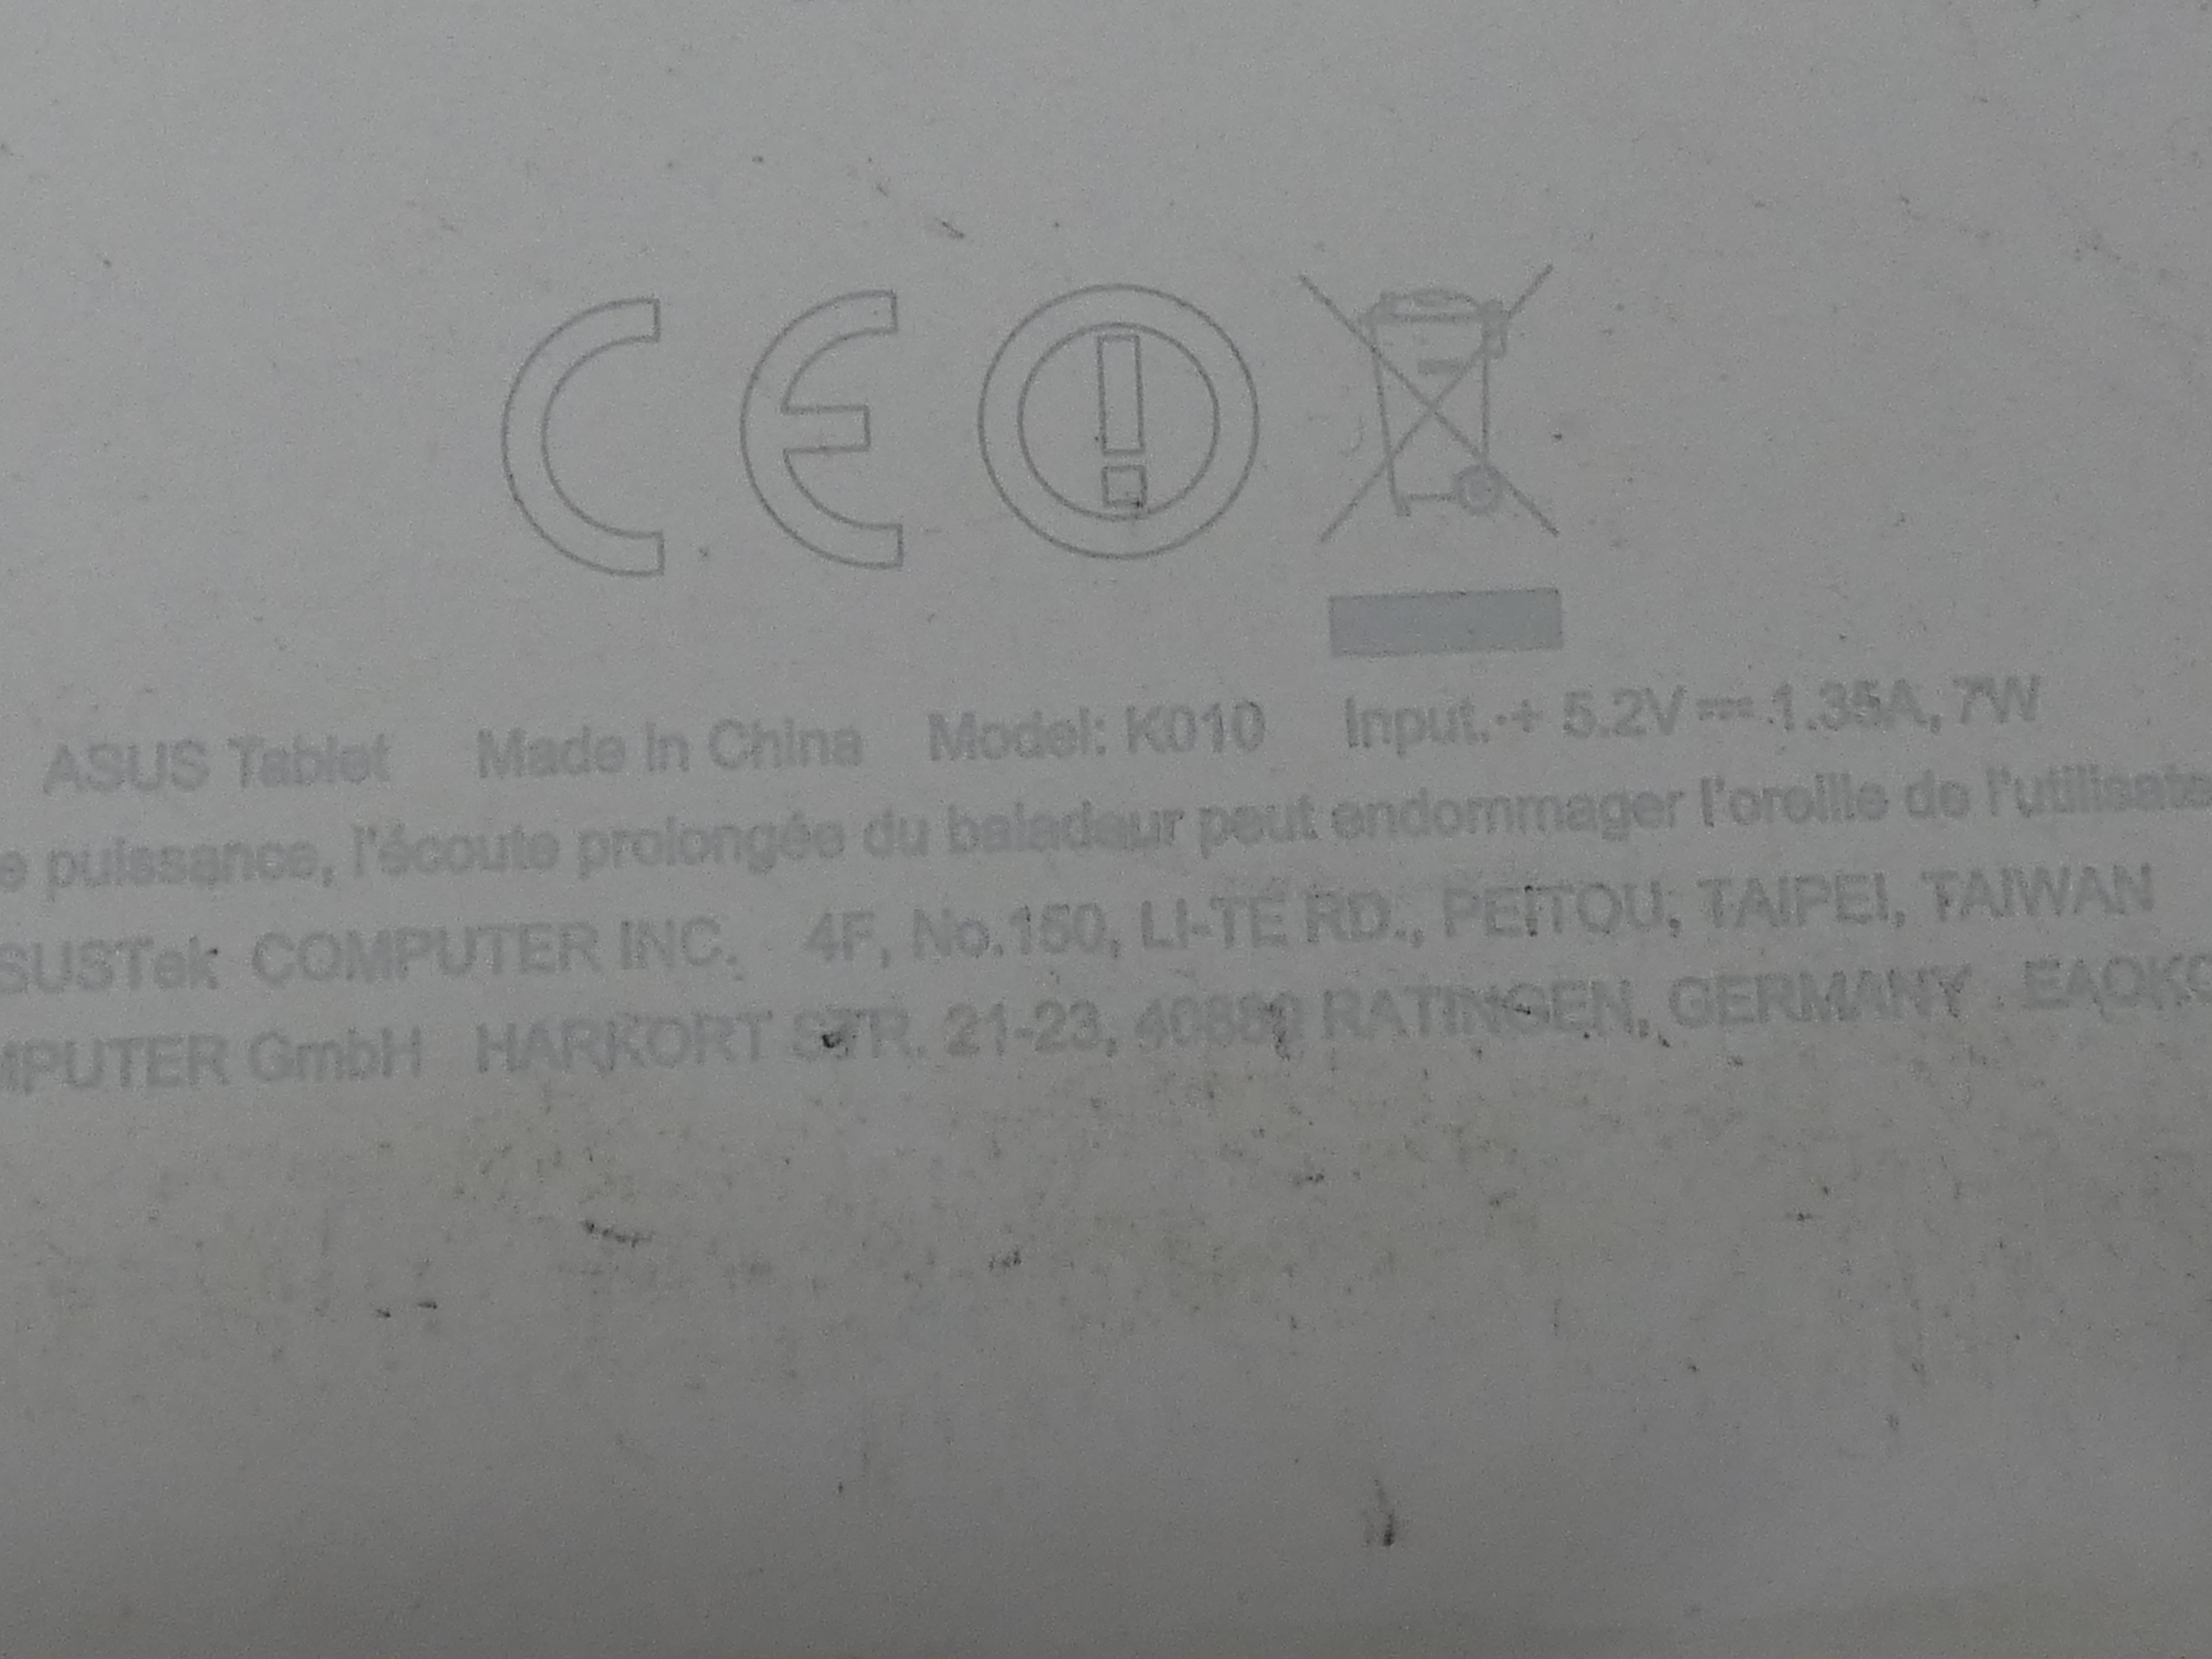 CE
ASUS Tablet Made in China Model: K010 Input: + 5.2V ⎓ 1.35A, 7W
e puissance, l'écoute prolongée du baladeur peut endommager l'oreille de l'utilisate
SUSTek COMPUTER INC. 4F, No.150, LI-TE RD., PEITOU, TAIPEI, TAIWAN
MPUTER GmbH HARKORT STR. 21-23, 40880 RATINGEN, GERMANY